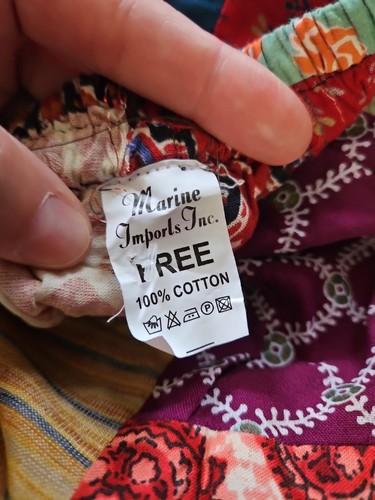 Marine
Imports Inc.
FREE
100% COTTON
P